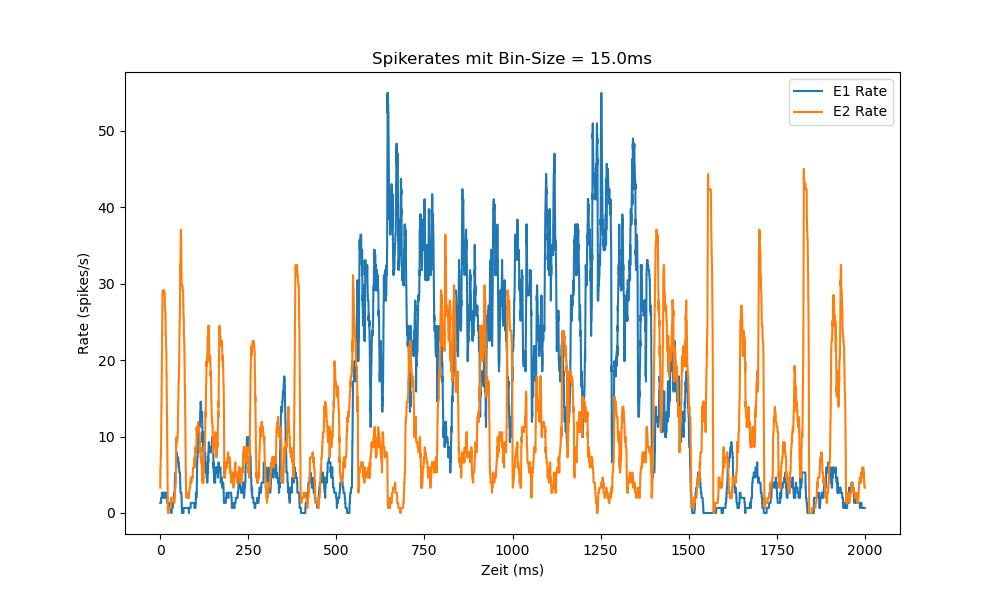 Spikerates mit Bin-Size = 15.0ms
E1 Rate
E2 Rate
Rate (spikes/s)
50
40
30
20
10
0
0 250 500 750 1000 1250 1500 1750 2000
Zeit (ms)